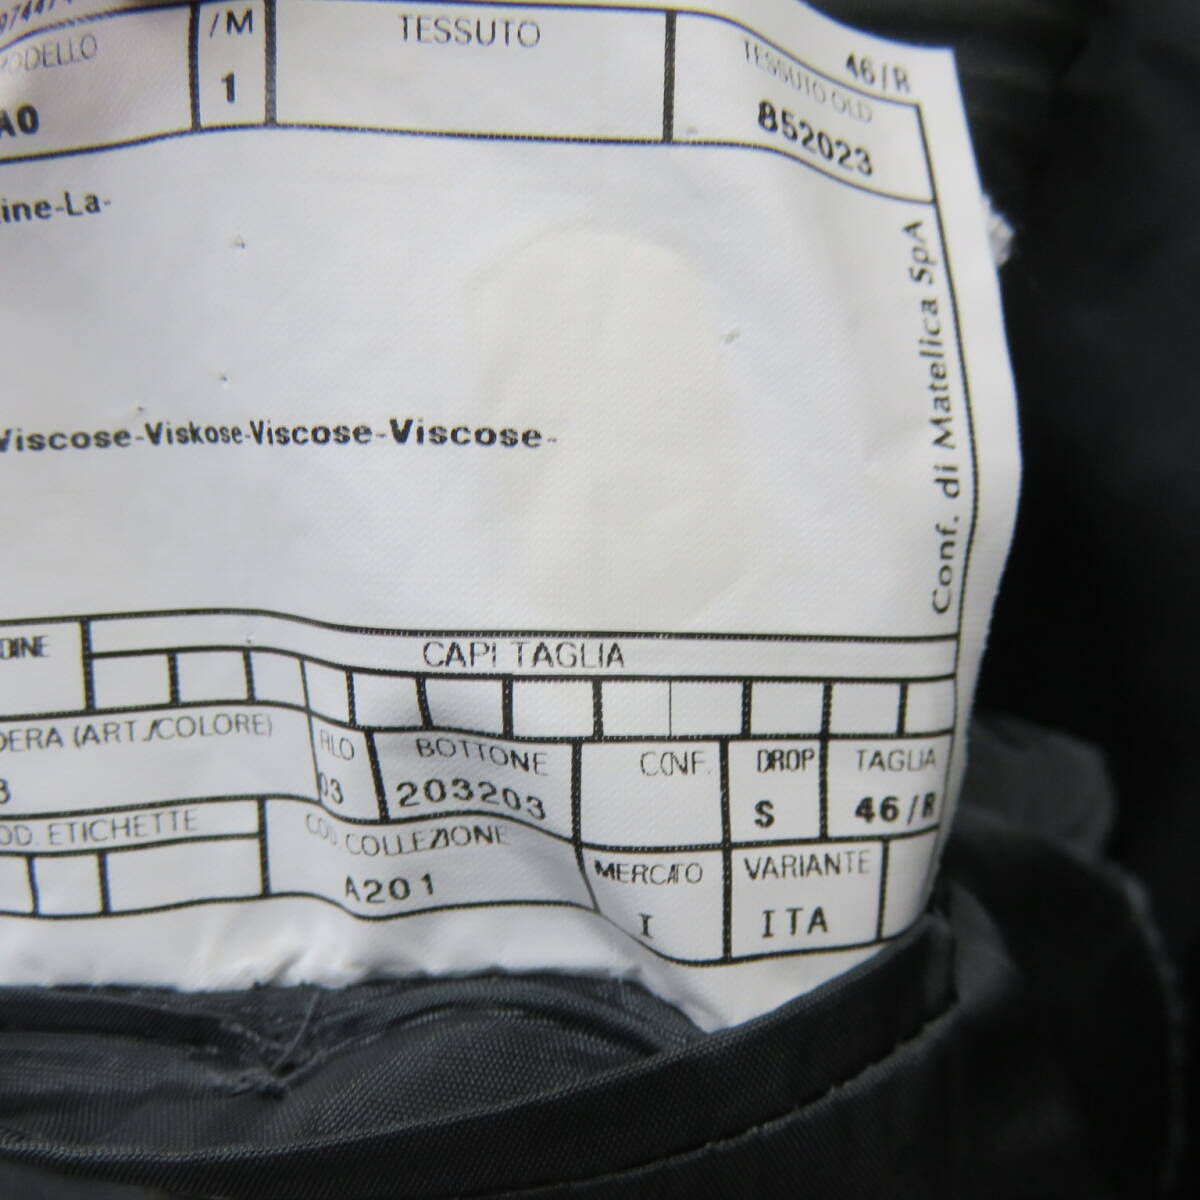 /M TESSUTO 46/R
1 TESSUTO OLD
A0 852023
ine-La-
Conf. di Matelica SpA
Viscose-Viskose-Viscose-Viscose-
DINE CAPI TAGLIA
DERA (ART./COLORE) BOTTONE CONF. DROP TAGLIA
3 03 203203 S 46/R
OD. ETICHETTE COD. COLLEZIONE MERCATO VARIANTE
A201 I ITA